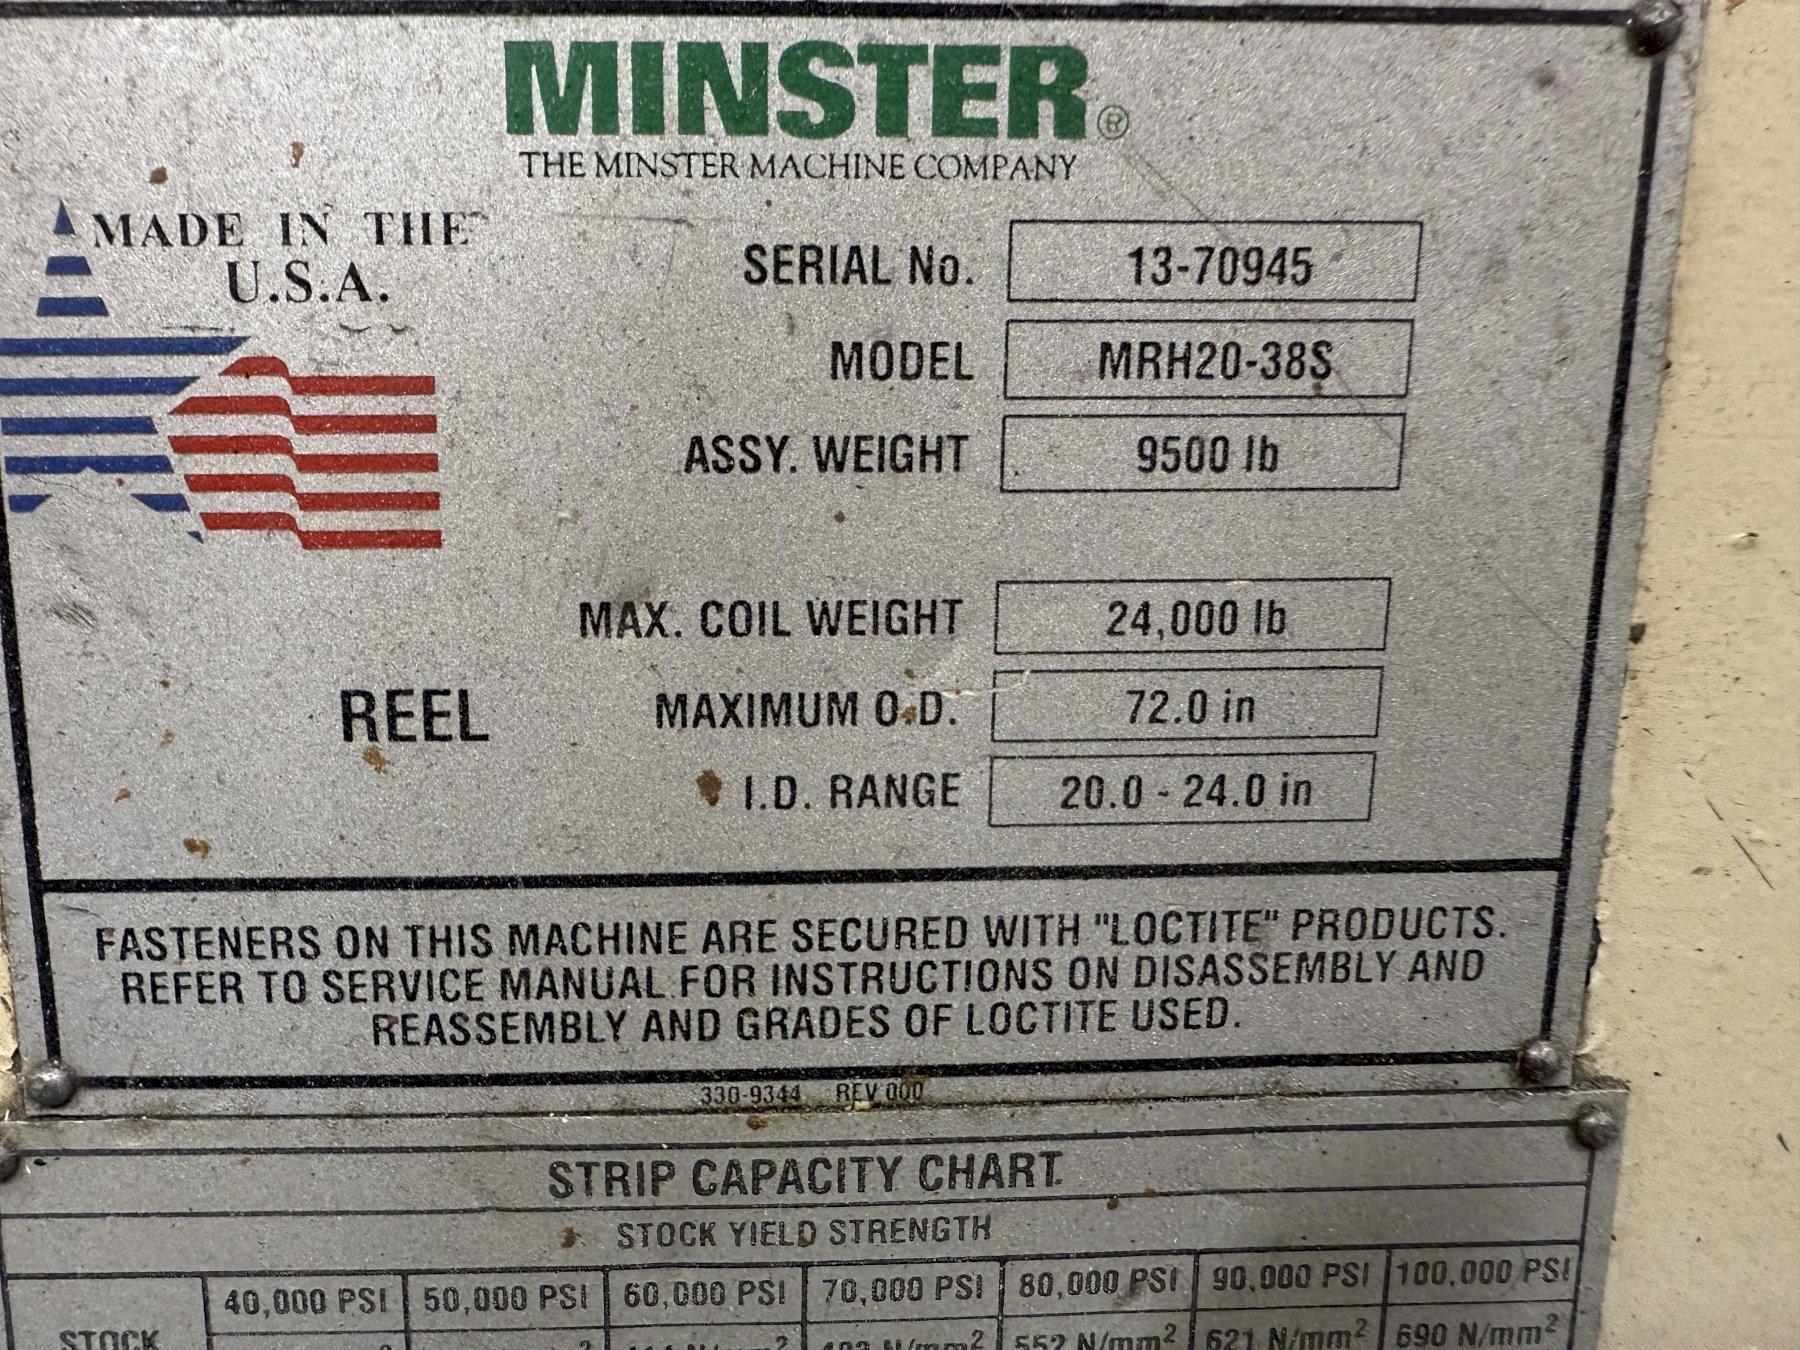 MINSTER®
THE MINSTER MACHINE COMPANY
MADE IN THE
U.S.A.
SERIAL No. 13-70945
MODEL MRH20-38S
ASSY. WEIGHT 9500 lb
MAX. COIL WEIGHT 24,000 lb
REEL MAXIMUM O.D. 72.0 in
I.D. RANGE 20.0 - 24.0 in
FASTENERS ON THIS MACHINE ARE SECURED WITH "LOCTITE" PRODUCTS.
REFER TO SERVICE MANUAL FOR INSTRUCTIONS ON DISASSEMBLY AND
REASSEMBLY AND GRADES OF LOCTITE USED.
330-9344 REV 000
STRIP CAPACITY CHART
STOCK YIELD STRENGTH
40,000 PSI 50,000 PSI 60,000 PSI 70,000 PSI 80,000 PSI 90,000 PSI 100,000 PSI
STOCK 552 N/mm² 621 N/mm² 690 N/mm²